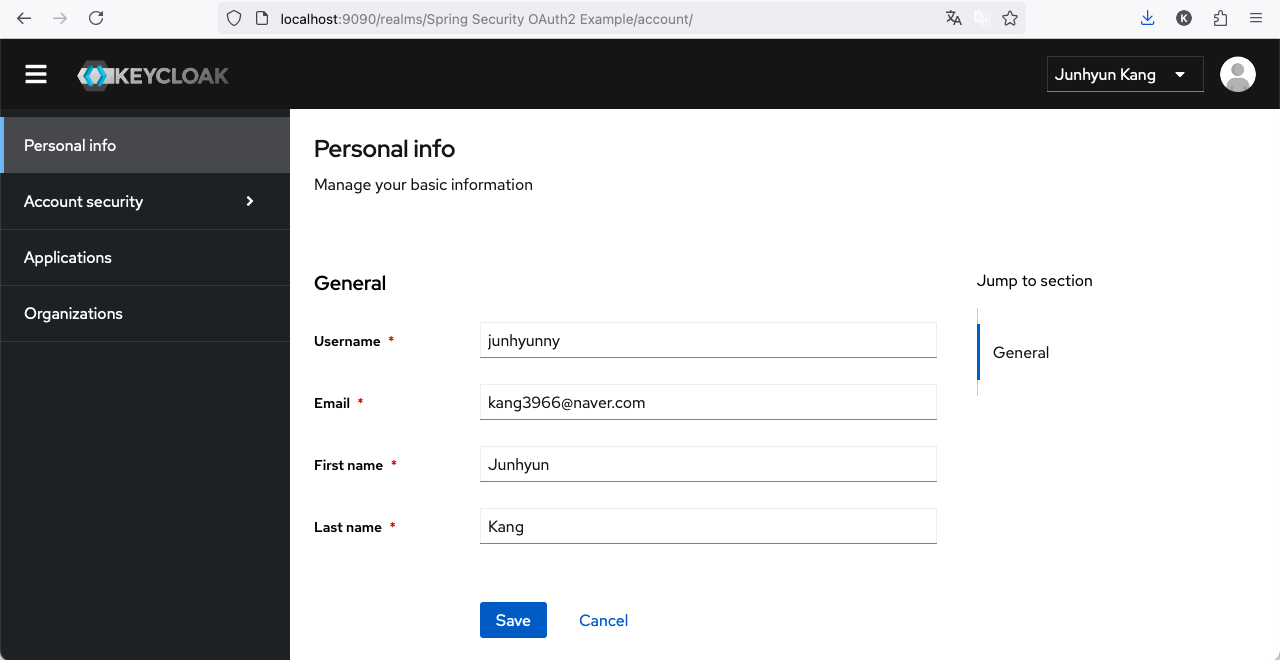 localhost:9090/realms/Spring Security OAuth2 Example/account/
K
KEYCLOAK
Junhyun Kang
Personal info
Account security
Applications
Organizations
Personal info
Manage your basic information
General
Username *
junhyunny
Email *
kang3966@naver.com
First name *
Junhyun
Last name *
Kang
Save
Cancel
Jump to section
General